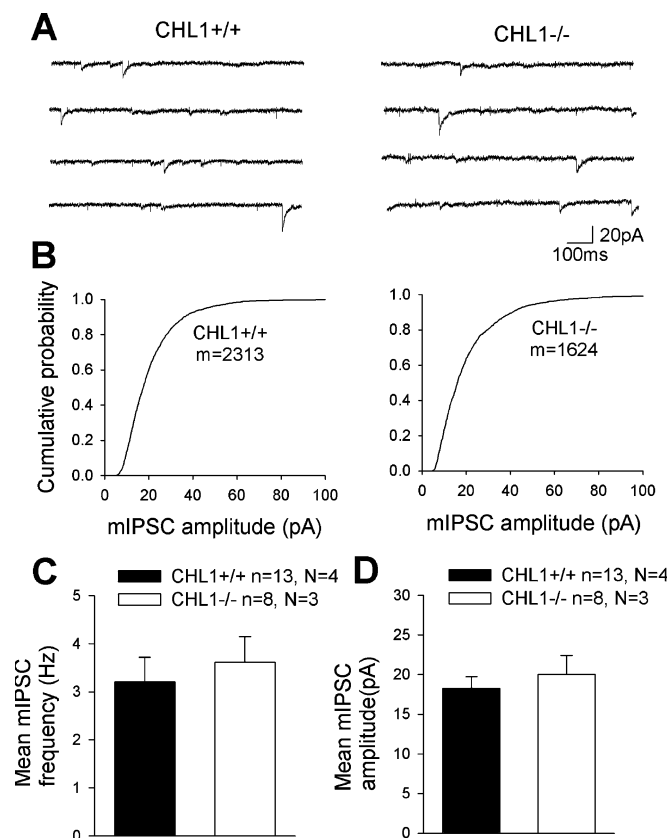 A
CHL1+/+
CHL1-/-
20pA
100ms
B
Cumulative probability
1.0
0.8
0.6
0.4
0.2
0.0
CHL1+/+
m=2313
0 20 40 60 80 100
mIPSC amplitude (pA)
1.0
0.8
0.6
0.4
0.2
0.0
CHL1-/-
m=1624
0 20 40 60 80 100
mIPSC amplitude (pA)
C
CHL1+/+ n=13, N=4
CHL1-/- n=8, N=3
Mean mIPSC
frequency (Hz)
5
4
3
2
1
0
D
CHL1+/+ n=13, N=4
CHL1-/- n=8, N=3
Mean mIPSC
amplitude(pA)
30
25
20
15
10
5
0